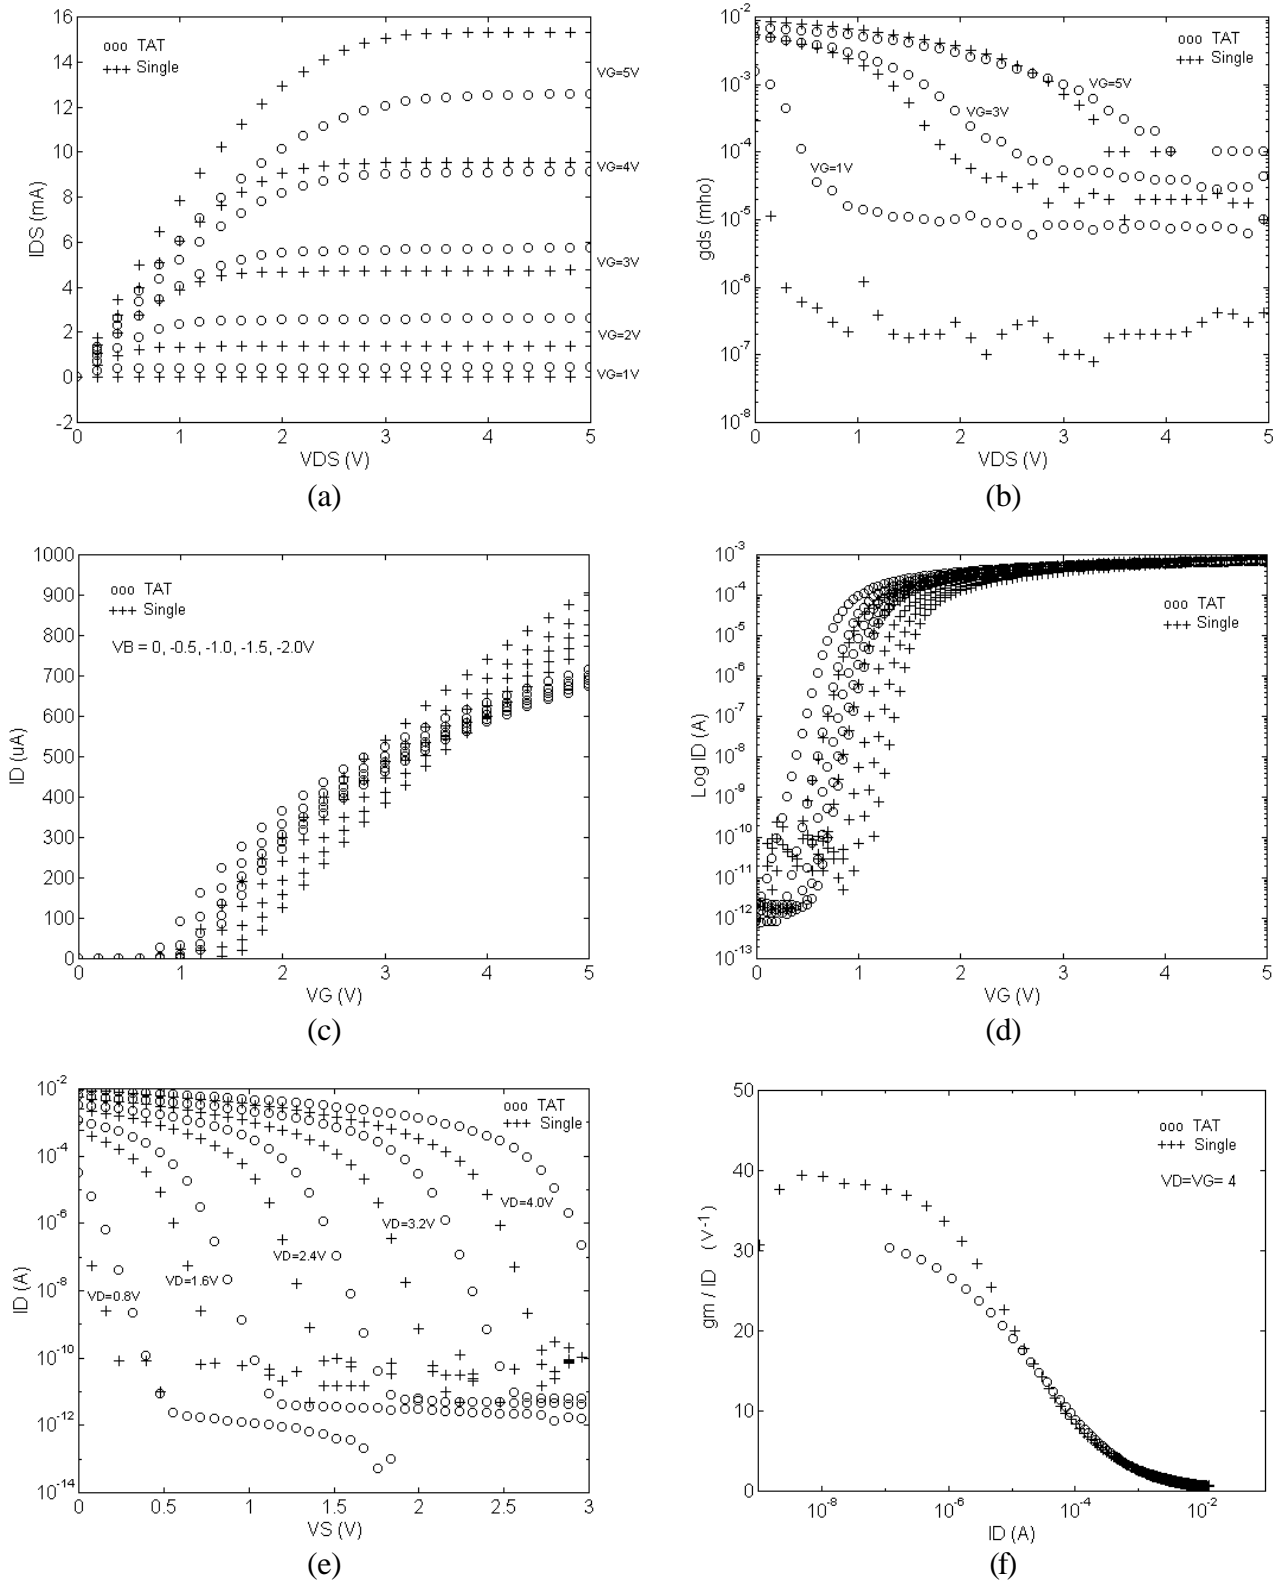 16
14
12
10
8
6
4
2
0
-2
IDS (mA)
ooo TAT
+++ Single
VG=5V
VG=4V
VG=3V
VG=2V
VG=1V
0 1 2 3 4 5
VDS (V)
(a)
10-2
10-3
10-4
10-5
10-6
10-7
10-8
gds (mho)
ooo TAT
+++ Single
VG=5V
VG=3V
VG=1V
0 1 2 3 4 5
VDS (V)
(b)
1000
900
800
700
600
500
400
300
200
100
0
ID (uA)
ooo TAT
+++ Single
VB = 0, -0.5, -1.0, -1.5, -2.0V
0 1 2 3 4 5
VG (V)
(c)
10-3
10-4
10-5
10-6
10-7
10-8
10-9
10-10
10-11
10-12
10-13
Log ID (A)
ooo TAT
+++ Single
0 1 2 3 4 5
VG (V)
(d)
10-2
10-4
10-6
10-8
10-10
10-12
10-14
ID (A)
ooo TAT
+++ Single
VD=4.0V
VD=3.2V
VD=2.4V
VD=1.6V
VD=0.8V
0 0.5 1 1.5 2 2.5 3
VS (V)
(e)
50
40
30
20
10
0
gm / ID (V-1)
ooo TAT
+++ Single
VD=VG= 4
10-8 10-6 10-4 10-2
ID (A)
(f)